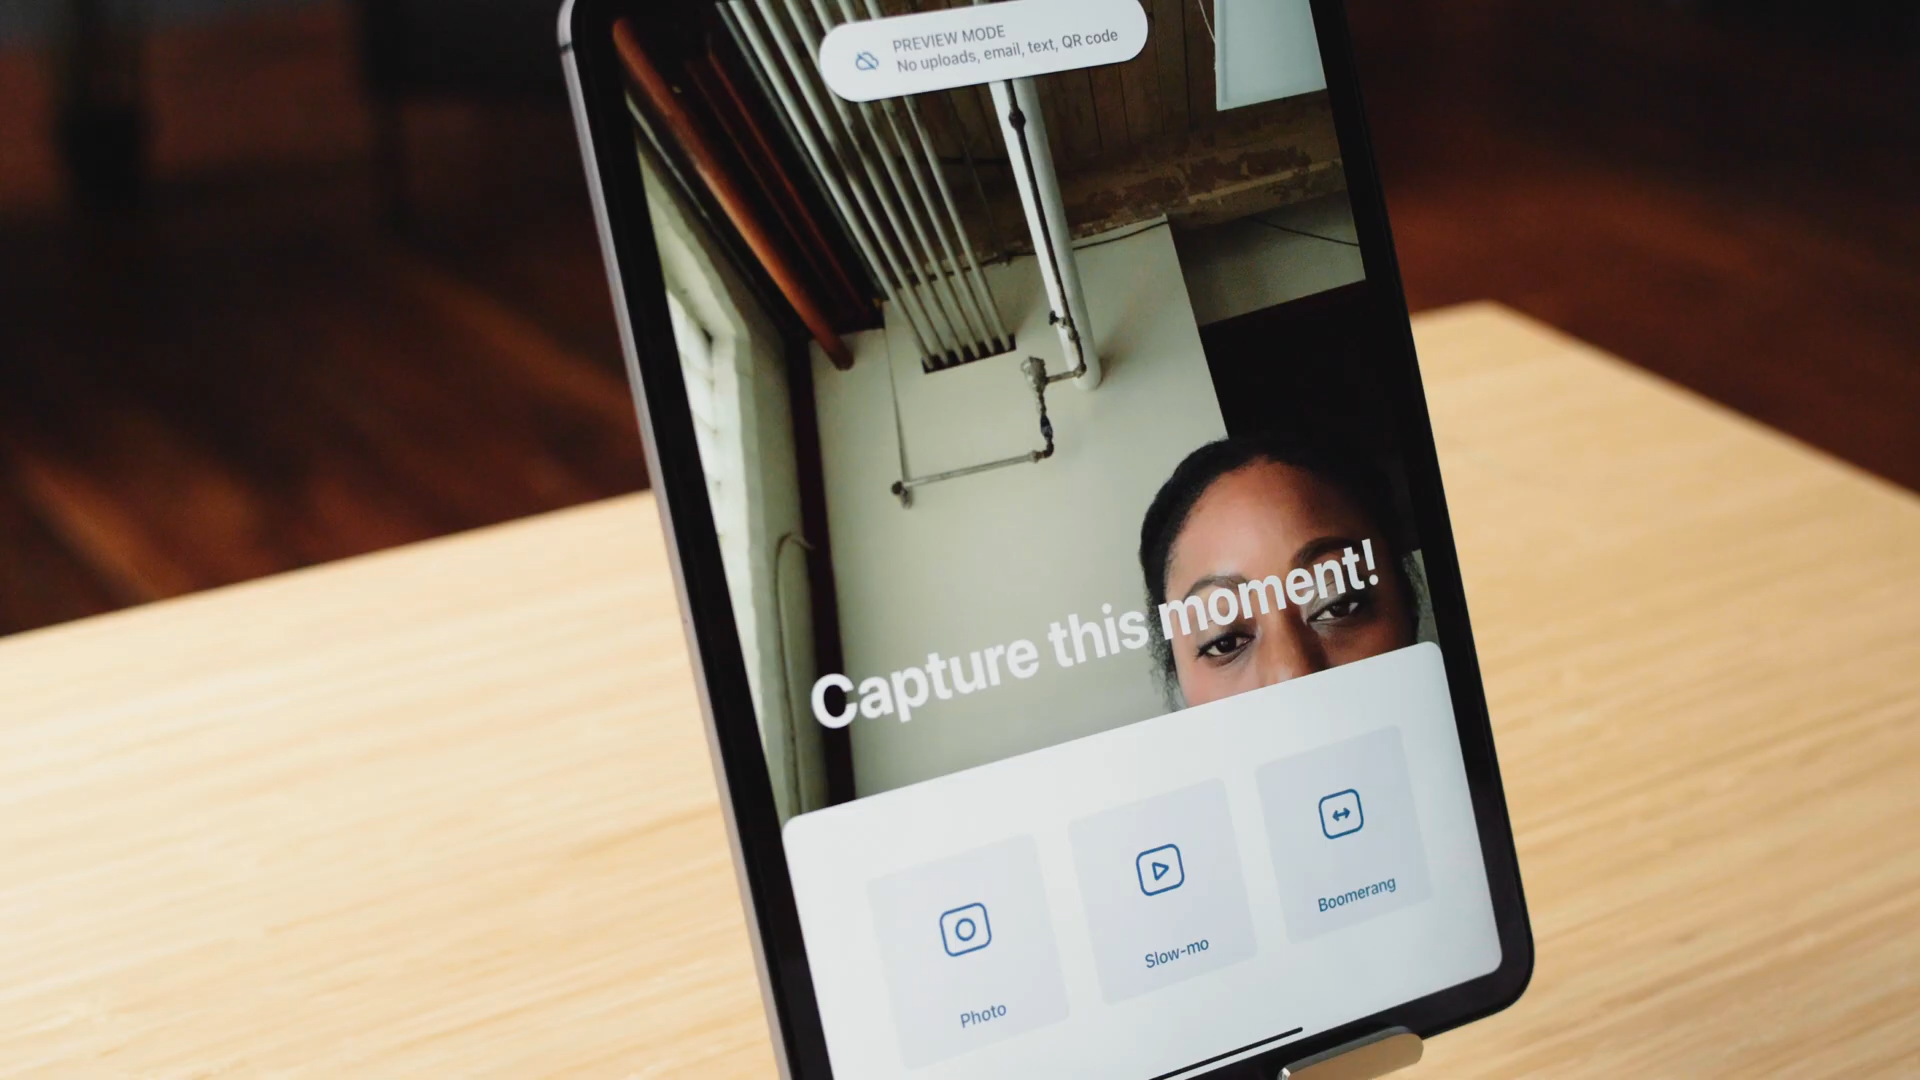 PREVIEW MODE
No uploads, email, text, QR code
Capture this moment!
Photo
Slow-mo
Boomerang